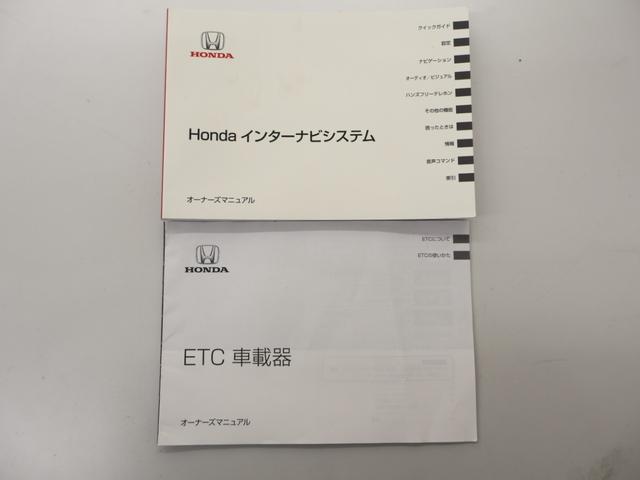 HONDA
Honda インターナビシステム
オーナーズマニュアル
クイックガイド
設定
ナビゲーション
オーディオ/ビジュアル
ハンズフリーテレホン
その他の機能
困ったときは
情報
音声コマンド
索引
HONDA
ETC 車載器
オーナーズマニュアル
ETCについて
ETCの使いかた